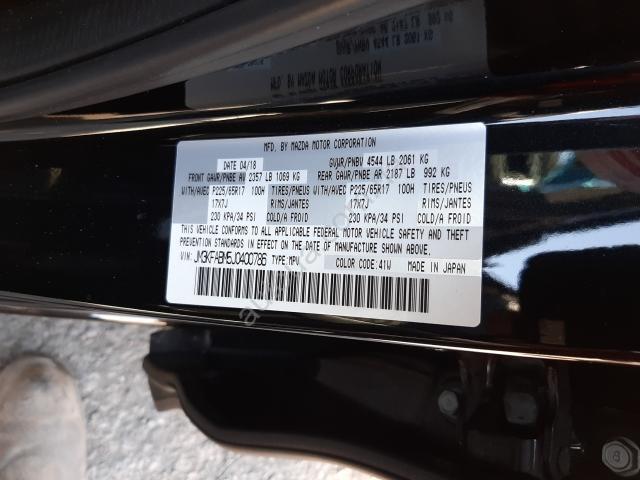 MFD. BY MAZDA MOTOR CORPORATION
DATE 04/18 GVWR/PNBV 4544 LB 2061 KG
FRONT GAWR/PNBE AV 2357 LB 1069 KG REAR GAWR/PNBE AR 2187 LB 992 KG
WITH/AVEC P225/65R17 100H TIRES/PNEUS WITH/AVEC P225/65R17 100H TIRES/PNEUS
17X7J RIMS/JANTES 17X7J RIMS/JANTES
230 KPA/34 PSI COLD/A FROID 230 KPA/34 PSI COLD/A FROID
THIS VEHICLE CONFORMS TO ALL APPLICABLE FEDERAL MOTOR VEHICLE SAFETY AND THEFT
PREVENTION STANDARDS IN EFFECT ON THE DATE OF MANUFACTURE SHOWN ABOVE.
VIN: JM3KFABM5J0400786 TYPE: MPV COLOR CODE: 41W MADE IN JAPAN